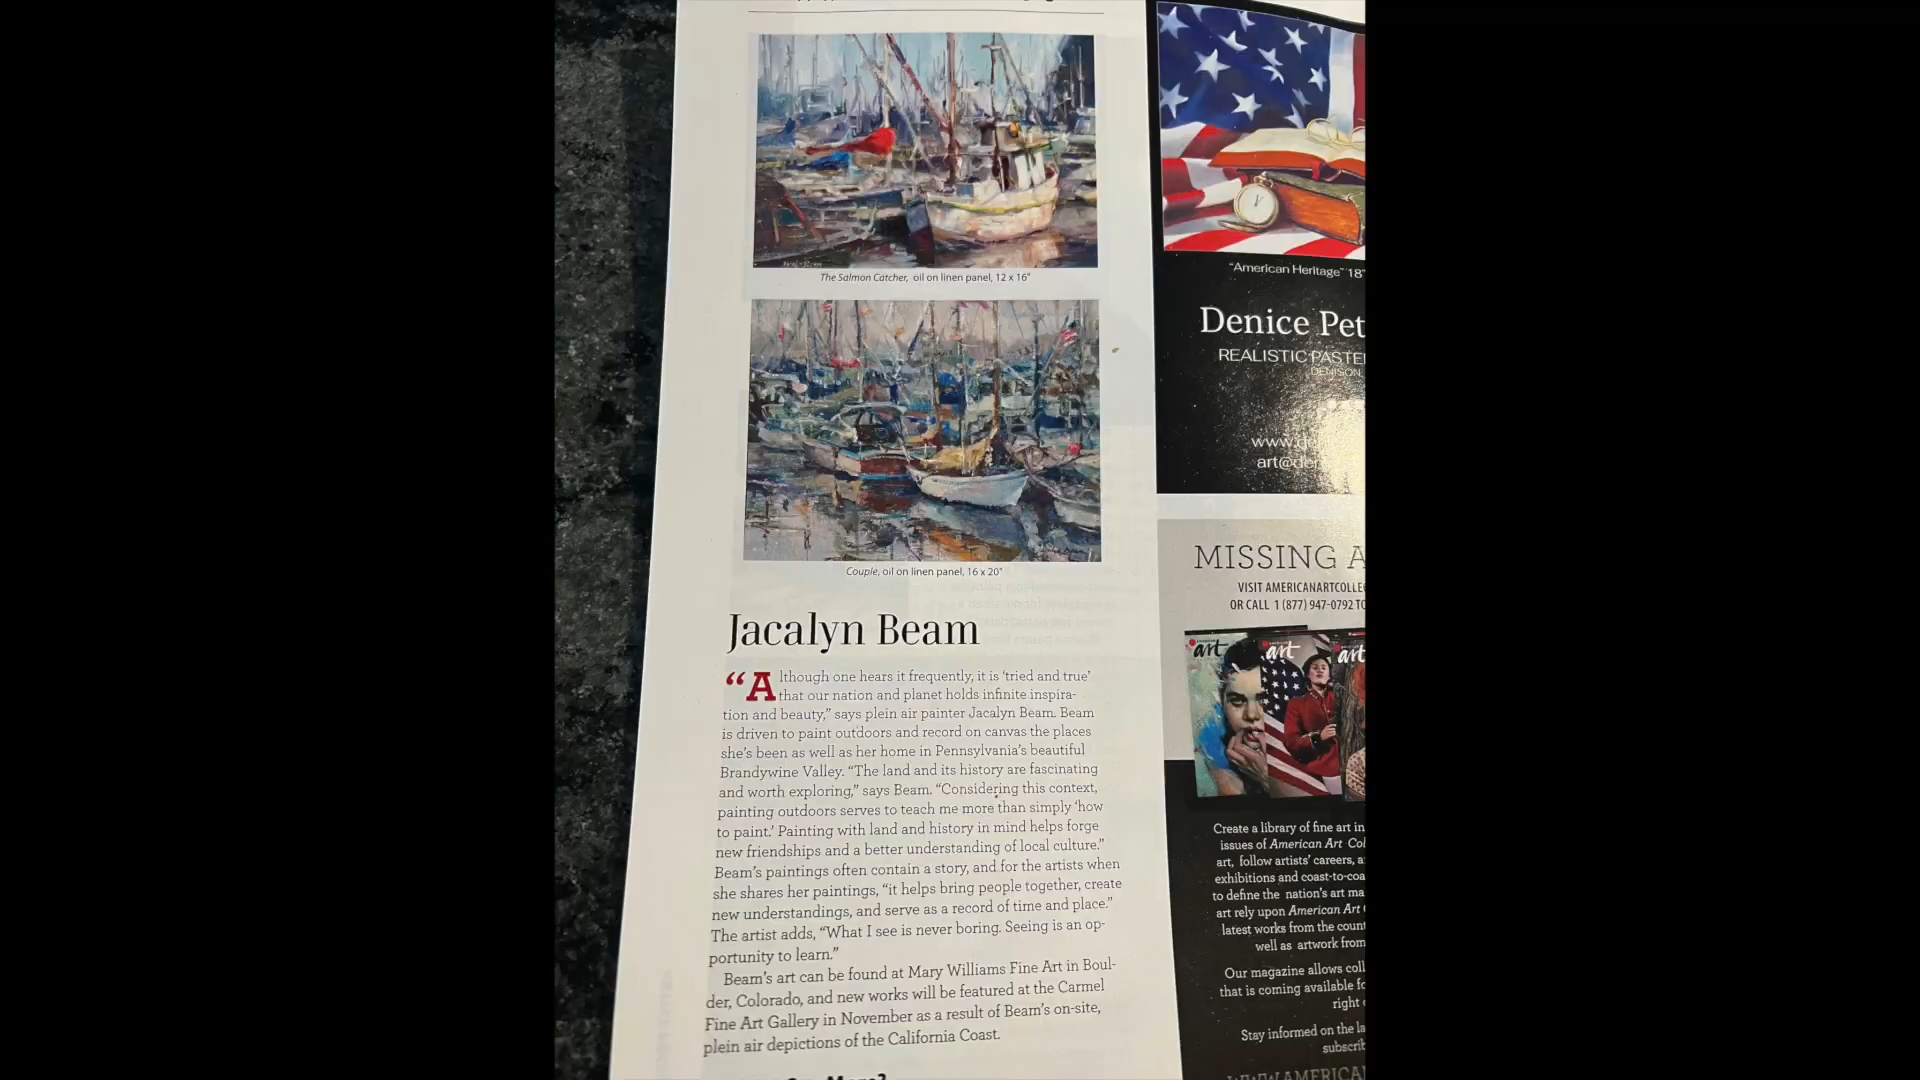 The Salmon Catcher, oil on linen panel, 12 x 16"
Couple, oil on linen panel, 16 x 20"
Jacalyn Beam
“Although one hears it frequently, it is ‘tried and true’
that our nation and planet holds infinite inspira-
tion and beauty,” says plein air painter Jacalyn Beam. Beam
is driven to paint outdoors and record on canvas the places
she’s been as well as her home in Pennsylvania’s beautiful
Brandywine Valley. “The land and its history are fascinating
and worth exploring,” says Beam. “Considering this context,
painting outdoors serves to teach me more than simply ‘how
to paint.’ Painting with land and history in mind helps forge
new friendships and a better understanding of local culture.”
Beam’s paintings often contain a story, and for the artists when
she shares her paintings, “it helps bring people together, create
new understandings, and serve as a record of time and place.”
The artist adds, “What I see is never boring. Seeing is an op-
portunity to learn.”
Beam’s art can be found at Mary Williams Fine Art in Boul-
der, Colorado, and new works will be featured at the Carmel
Fine Art Gallery in November as a result of Beam’s on-site,
plein air depictions of the California Coast.
"American Heritage" 18"
Denice Pet
REALISTIC PASTE
DENISON
www.d
art@den
MISSING A
VISIT AMERICANARTCOLLEC
OR CALL 1 (877) 947-0792 TO
art
art
art
Create a library of fine art in
issues of American Art Col
art, follow artists’ careers, a
exhibitions and coast-to-coa
to define the nation’s art ma
art rely upon American Art
latest works from the coun
well as artwork from
Our magazine allows coll
that is coming available fo
right
Stay informed on the la
subscrib
WWW.AMERICA